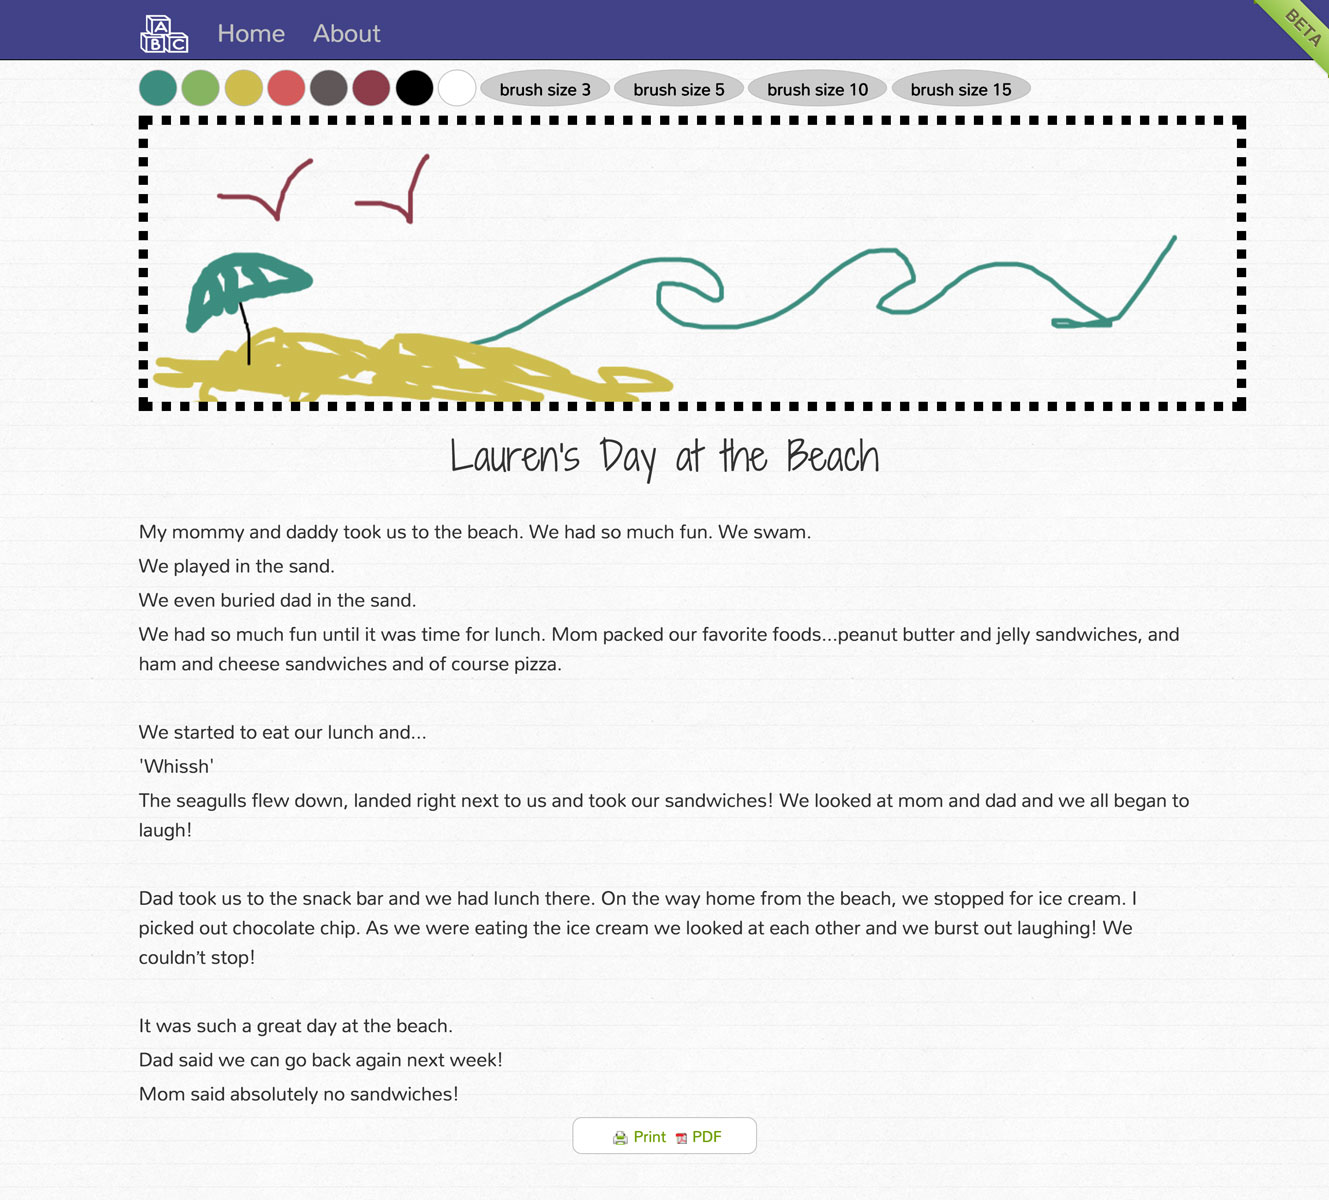 A
B C
Home About
BETA
brush size 3 brush size 5 brush size 10 brush size 15
Lauren's Day at the Beach
My mommy and daddy took us to the beach. We had so much fun. We swam.
We played in the sand.
We even buried dad in the sand.
We had so much fun until it was time for lunch. Mom packed our favorite foods...peanut butter and jelly sandwiches, and
ham and cheese sandwiches and of course pizza.
We started to eat our lunch and...
'Whissh'
The seagulls flew down, landed right next to us and took our sandwiches! We looked at mom and dad and we all began to
laugh!
Dad took us to the snack bar and we had lunch there. On the way home from the beach, we stopped for ice cream. I
picked out chocolate chip. As we were eating the ice cream we looked at each other and we burst out laughing! We
couldn't stop!
It was such a great day at the beach.
Dad said we can go back again next week!
Mom said absolutely no sandwiches!
Print PDF